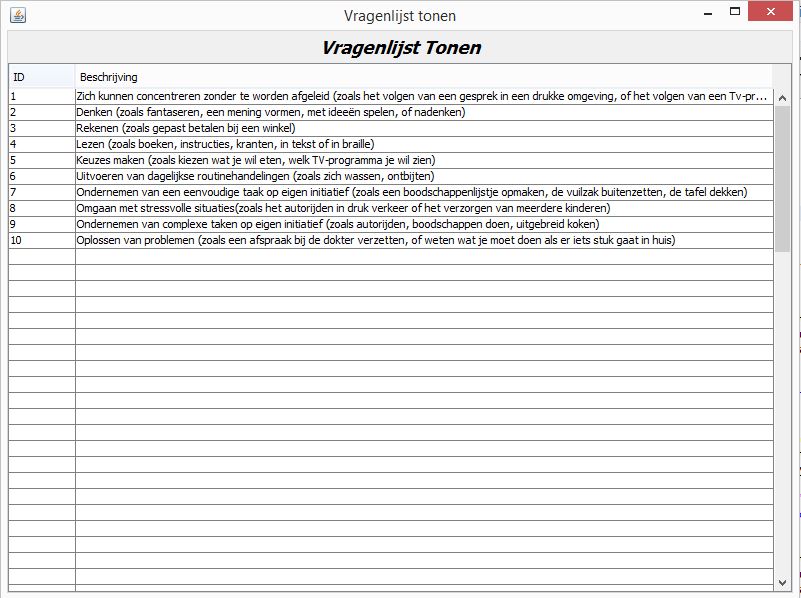 Vragenlijst tonen
Vragenlijst Tonen
ID Beschrijving
1 Zich kunnen concentreren zonder te worden afgeleid (zoals het volgen van een gesprek in een drukke omgeving, of het volgen van een Tv-pr...
2 Denken (zoals fantaseren, een mening vormen, met ideeën spelen, of nadenken)
3 Rekenen (zoals gepast betalen bij een winkel)
4 Lezen (zoals boeken, instructies, kranten, in tekst of in braille)
5 Keuzes maken (zoals kiezen wat je wil eten, welk TV-programma je wil zien)
6 Uitvoeren van dagelijkse routinehandelingen (zoals zich wassen, ontbijten)
7 Ondernemen van een eenvoudige taak op eigen initiatief (zoals een boodschappenlijstje opmaken, de vuilzak buitenzetten, de tafel dekken)
8 Omgaan met stressvolle situaties(zoals het autorijden in druk verkeer of het verzorgen van meerdere kinderen)
9 Ondernemen van complexe taken op eigen initiatief (zoals autorijden, boodschappen doen, uitgebreid koken)
10 Oplossen van problemen (zoals een afspraak bij de dokter verzetten, of weten wat je moet doen als er iets stuk gaat in huis)